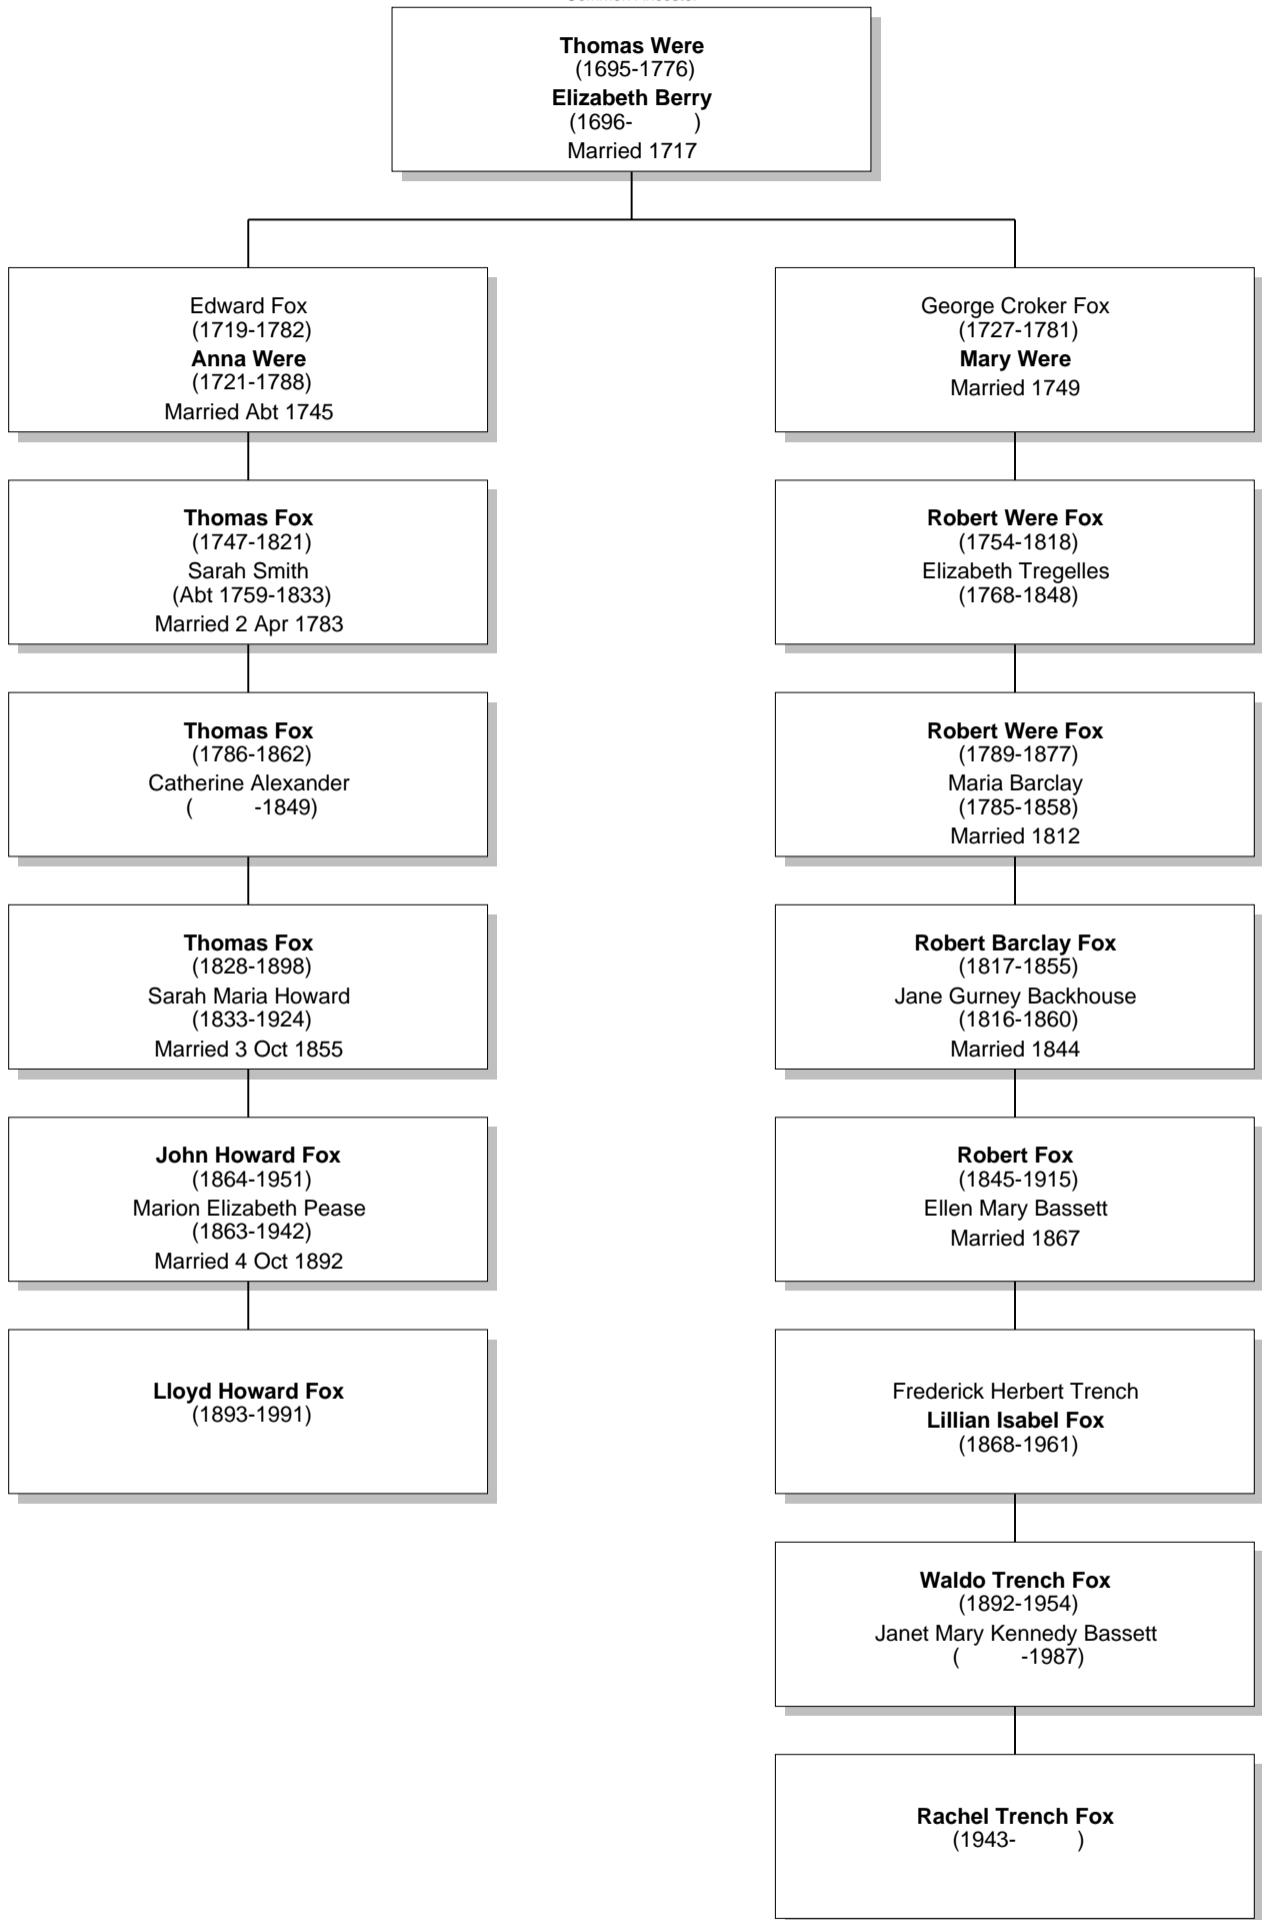 Thomas Were
(1695-1776)
Elizabeth Berry
(1696- )
Married 1717
Edward Fox
(1719-1782)
Anna Were
(1721-1788)
Married Abt 1745
George Croker Fox
(1727-1781)
Mary Were
Married 1749
Thomas Fox
(1747-1821)
Sarah Smith
(Abt 1759-1833)
Married 2 Apr 1783
Robert Were Fox
(1754-1818)
Elizabeth Tregelles
(1768-1848)
Thomas Fox
(1786-1862)
Catherine Alexander
( -1849)
Robert Were Fox
(1789-1877)
Maria Barclay
(1785-1858)
Married 1812
Thomas Fox
(1828-1898)
Sarah Maria Howard
(1833-1924)
Married 3 Oct 1855
Robert Barclay Fox
(1817-1855)
Jane Gurney Backhouse
(1816-1860)
Married 1844
John Howard Fox
(1864-1951)
Marion Elizabeth Pease
(1863-1942)
Married 4 Oct 1892
Robert Fox
(1845-1915)
Ellen Mary Bassett
Married 1867
Lloyd Howard Fox
(1893-1991)
Frederick Herbert Trench
Lillian Isabel Fox
(1868-1961)
Waldo Trench Fox
(1892-1954)
Janet Mary Kennedy Bassett
( -1987)
Rachel Trench Fox
(1943- )